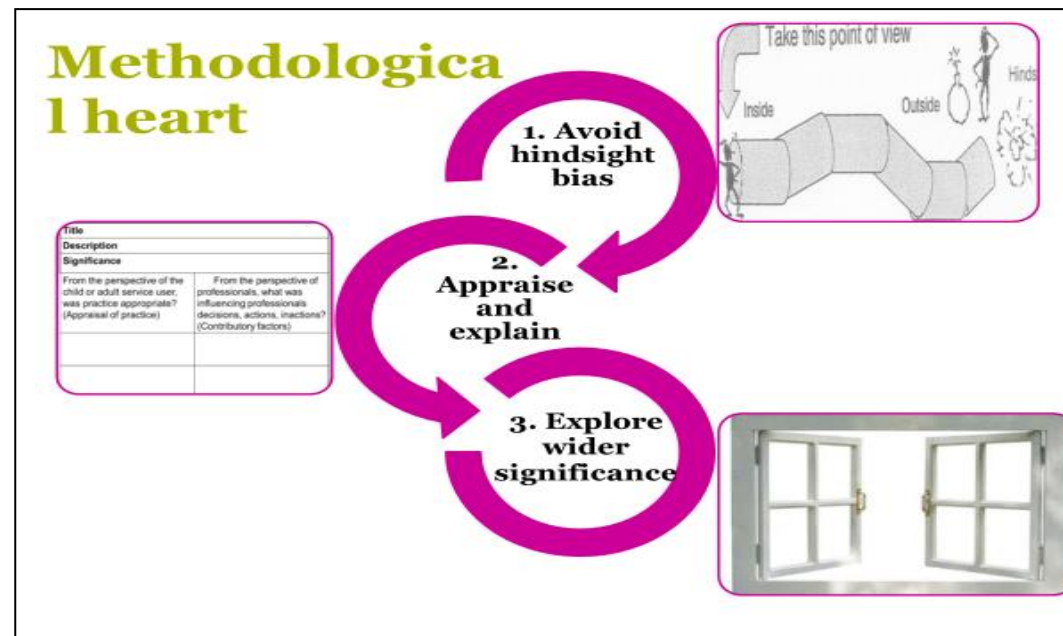 Methodologica
l heart
Take this point of view
Inside
Outside
Hinds
1. Avoid
hindsight
bias
Title
Description
Significance
From the perspective of the
child or adult service user,
was practice appropriate?
(Appraisal of practice)
From the perspective of
professionals, what was
influencing professionals
decisions, actions, inactions?
(Contributory factors)
2.
Appraise
and
explain
3. Explore
wider
significance